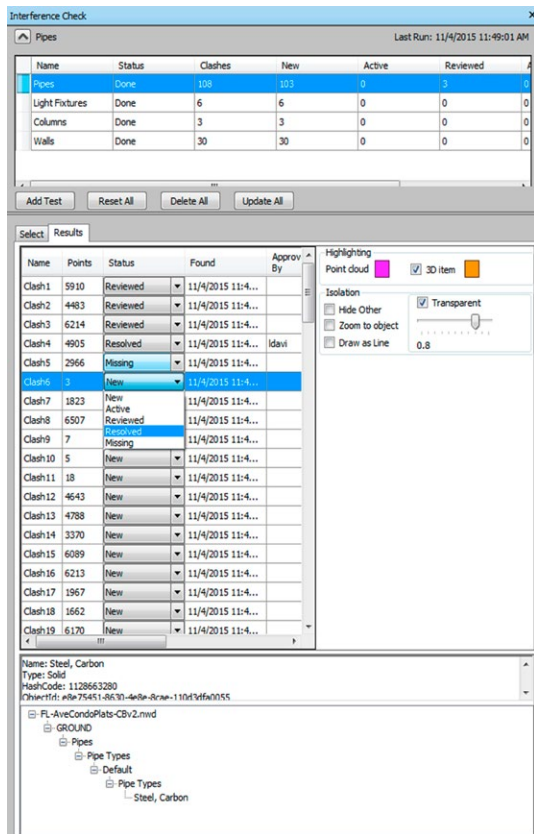 Interference Check x
Pipes Last Run: 11/4/2015 11:49:01 AM
Name Status Clashes New Active Reviewed A
Pipes Done 108 103 0 3 0
Light Fixtures Done 6 6 0 0 0
Columns Done 3 3 0 0 0
Walls Done 30 30 0 0 0
Add Test Reset All Delete All Update All
Select Results
Name Points Status Found Approv By
Clash1 5910 Reviewed 11/4/2015 11:4...
Clash2 4483 Reviewed 11/4/2015 11:4...
Clash3 6214 Reviewed 11/4/2015 11:4...
Clash4 4905 Resolved 11/4/2015 11:4... ldavi
Clash5 2966 Missing 11/4/2015 11:4...
Clash6 3 New 11/4/2015 11:4...
Clash7 1823 11/4/2015 11:4...
Clash8 6507 11/4/2015 11:4...
Clash9 7 11/4/2015 11:4...
New
Active
Reviewed
Resolved
Missing
Clash10 5 New 11/4/2015 11:4...
Clash11 18 New 11/4/2015 11:4...
Clash12 4643 New 11/4/2015 11:4...
Clash13 4788 New 11/4/2015 11:4...
Clash14 3370 New 11/4/2015 11:4...
Clash15 6089 New 11/4/2015 11:4...
Clash16 6213 New 11/4/2015 11:4...
Clash17 1967 New 11/4/2015 11:4...
Clash18 1662 New 11/4/2015 11:4...
Clash19 6170 New 11/4/2015 11:4...
Highlighting
Point cloud 3D item
Isolation
Hide Other
Zoom to object
Draw as Line
Transparent
0.8
Name: Steel, Carbon
Type: Solid
HashCode: 1128663280
ObjectId: e8e75451-8630-4e8e-8cae-110d3dfa0055
FL-AveCondoPlats-CBv2.nwd
GROUND
Pipes
Pipe Types
Default
Pipe Types
Steel, Carbon